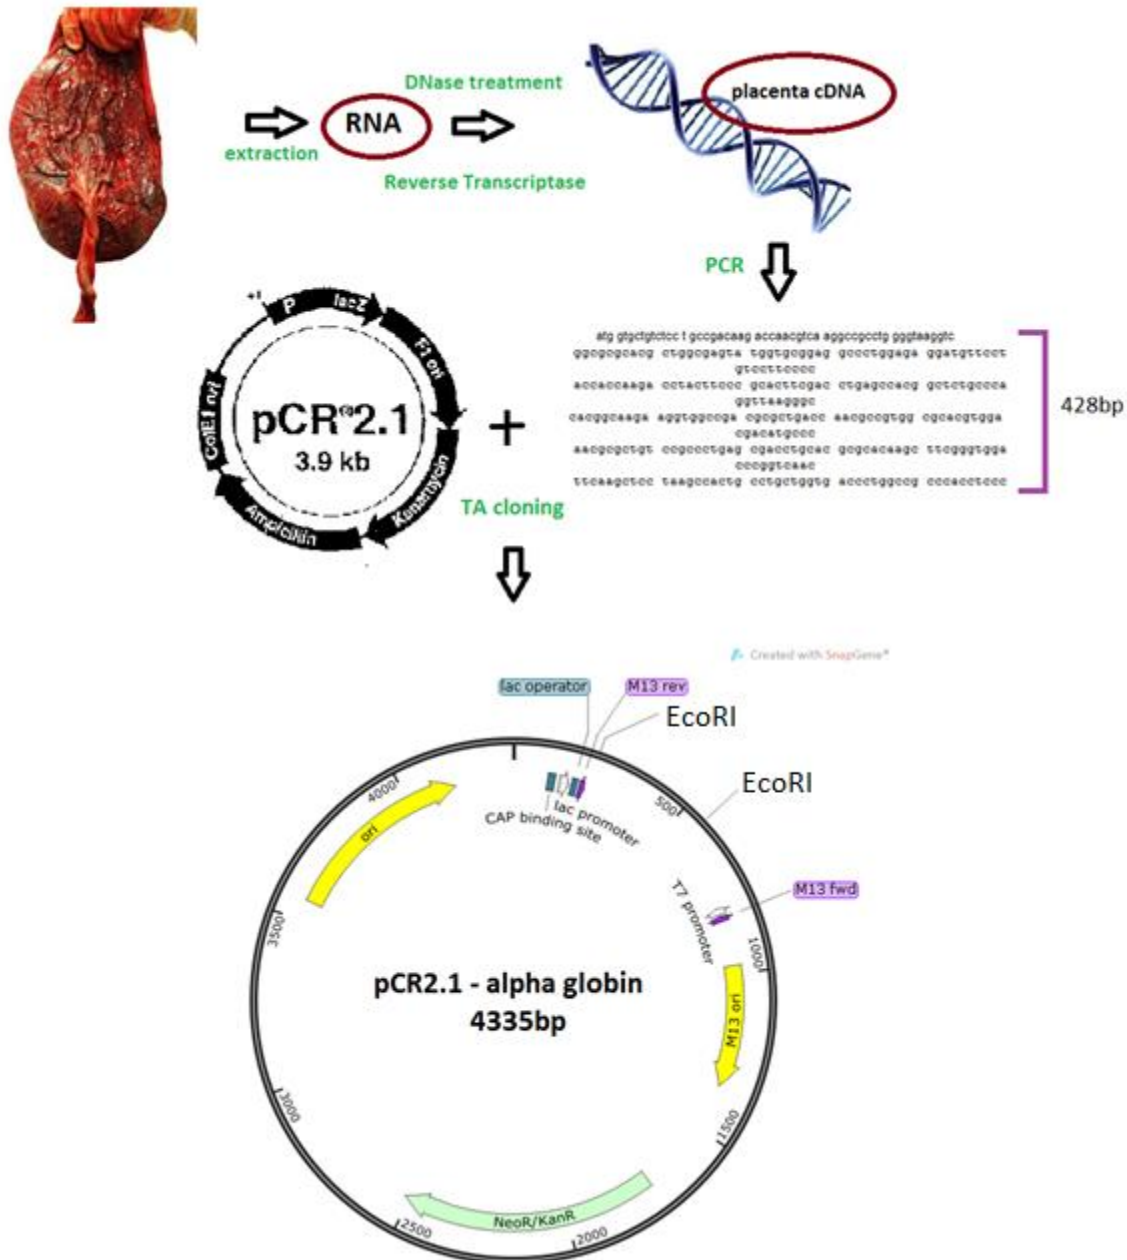 DNase treatment
placenta cDNA
RNA
extraction
Reverse Transcriptase
PCR
+1
P
lacZ
F1 ori
pCR®2.1
3.9 kb
ColEI ori
Kanamycin
Ampicillin
+
TA cloning
atg gtgctgtctcc t gccgacaag accaacgtca aggccgcctg gggtaaggtc
ggcgcgcacg ctggcgagta tggtgcggag gccctggaga ggatgttcct
gtccttcccc
accaccaaga cctacttccc gcacttcgac ctgagccacg gctctgccca
ggttaagggc
cacggcaaga aggtggccga cgcgctgacc aacgccgtgg cgcacgtgga
cgacatgccc
aacgcgctgt ccgccctgag cgacctgcac gcgcacaagc ttcgggtgga
cccggtcaac
ttcaagctcc taagccactg cctgctggtg accctggccg cccacctccc
428bp
Created with SnapGene®
lac operator
M13 rev
EcoRI
EcoRI
lac promoter
CAP binding site
M13 fwd
T7 promoter
M13 ori
ori
NeoR/KanR
500
1000
1500
2000
2500
3000
3500
4000
pCR2.1 - alpha globin
4335bp